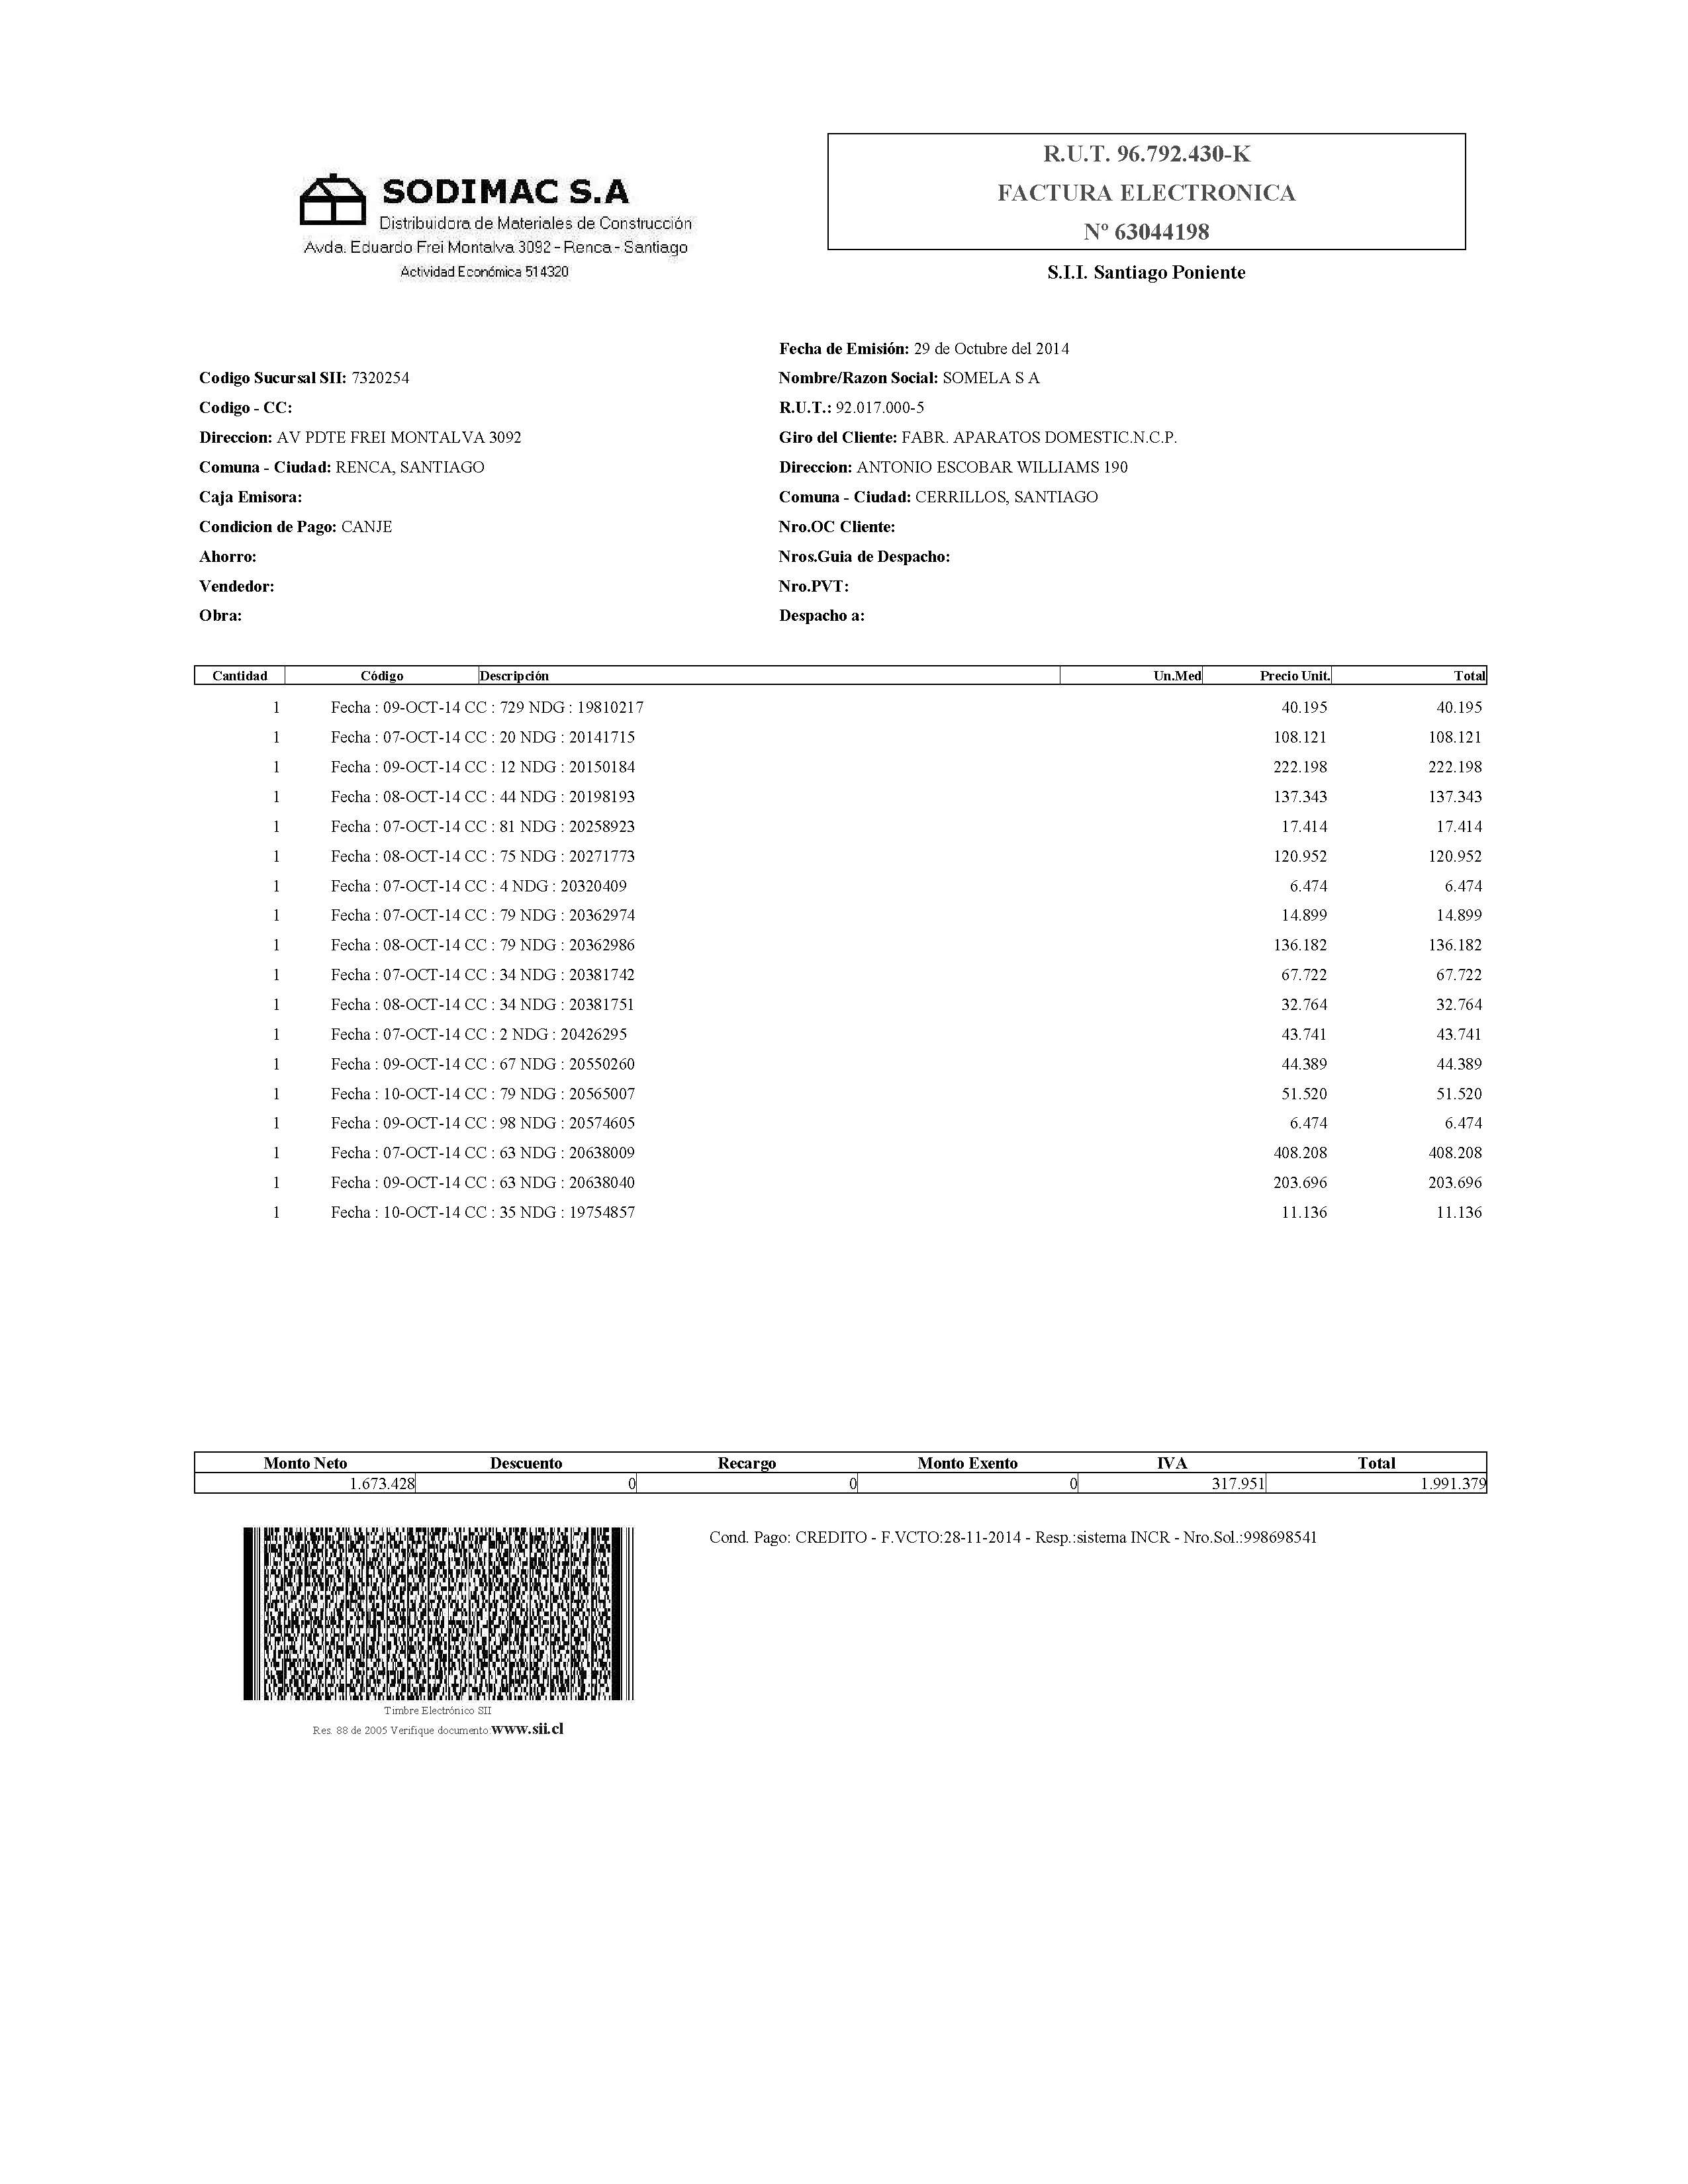 SODIMAC S.A
Distribuidora de Materiales de Construcción
Avda. Eduardo Frei Montalva 3092 - Renca - Santiago
Actividad Económica 514320
R.U.T. 96.792.430-K
FACTURA ELECTRONICA
Nº 63044198
S.I.I. Santiago Poniente
Fecha de Emisión: 29 de Octubre del 2014
Codigo Sucursal SII: 7320254
Nombre/Razon Social: SOMELA S A
Codigo - CC:
R.U.T.: 92.017.000-5
Direccion: AV PDTE FREI MONTALVA 3092
Giro del Cliente: FABR. APARATOS DOMESTIC.N.C.P.
Comuna - Ciudad: RENCA, SANTIAGO
Direccion: ANTONIO ESCOBAR WILLIAMS 190
Caja Emisora:
Comuna - Ciudad: CERRILLOS, SANTIAGO
Condicion de Pago: CANJE
Nro.OC Cliente:
Ahorro:
Nros.Guia de Despacho:
Vendedor:
Nro.PVT:
Obra:
Despacho a:
Cantidad Código Descripción Un.Med Precio Unit. Total
1 Fecha : 09-OCT-14 CC : 729 NDG : 19810217 40.195 40.195
1 Fecha : 07-OCT-14 CC : 20 NDG : 20141715 108.121 108.121
1 Fecha : 09-OCT-14 CC : 12 NDG : 20150184 222.198 222.198
1 Fecha : 08-OCT-14 CC : 44 NDG : 20198193 137.343 137.343
1 Fecha : 07-OCT-14 CC : 81 NDG : 20258923 17.414 17.414
1 Fecha : 08-OCT-14 CC : 75 NDG : 20271773 120.952 120.952
1 Fecha : 07-OCT-14 CC : 4 NDG : 20320409 6.474 6.474
1 Fecha : 07-OCT-14 CC : 79 NDG : 20362974 14.899 14.899
1 Fecha : 08-OCT-14 CC : 79 NDG : 20362986 136.182 136.182
1 Fecha : 07-OCT-14 CC : 34 NDG : 20381742 67.722 67.722
1 Fecha : 08-OCT-14 CC : 34 NDG : 20381751 32.764 32.764
1 Fecha : 07-OCT-14 CC : 2 NDG : 20426295 43.741 43.741
1 Fecha : 09-OCT-14 CC : 67 NDG : 20550260 44.389 44.389
1 Fecha : 10-OCT-14 CC : 79 NDG : 20565007 51.520 51.520
1 Fecha : 09-OCT-14 CC : 98 NDG : 20574605 6.474 6.474
1 Fecha : 07-OCT-14 CC : 63 NDG : 20638009 408.208 408.208
1 Fecha : 09-OCT-14 CC : 63 NDG : 20638040 203.696 203.696
1 Fecha : 10-OCT-14 CC : 35 NDG : 19754857 11.136 11.136
Monto Neto Descuento Recargo Monto Exento IVA Total
1.673.428 0 0 0 317.951 1.991.379
Cond. Pago: CREDITO - F.VCTO:28-11-2014 - Resp.:sistema INCR - Nro.Sol.:998698541
Timbre Electrónico SII
Res. 88 de 2005 Verifique documento:www.sii.cl